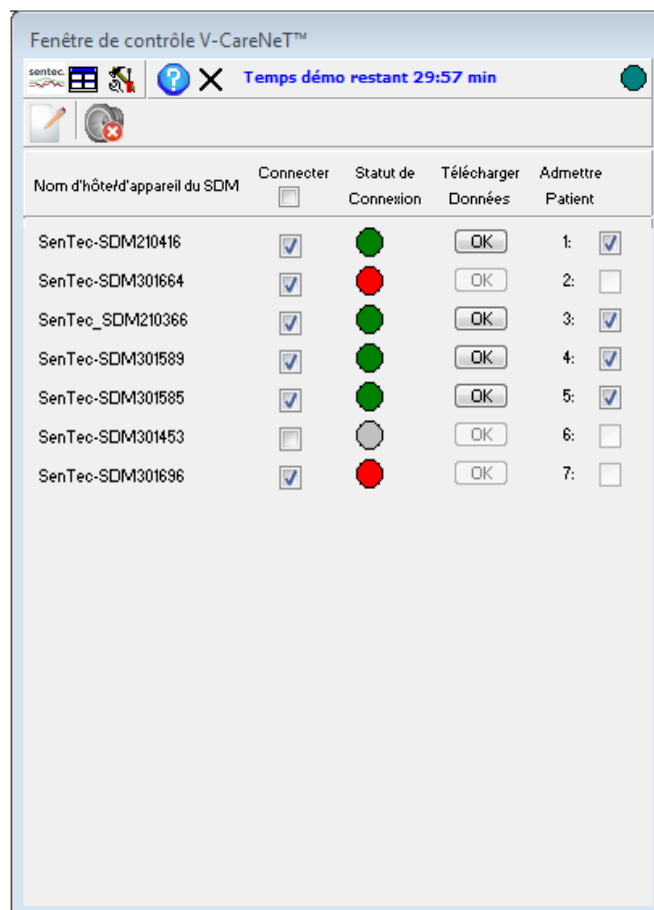 Fenêtre de contrôle V-CareNeT™
sentec Temps démo restant 29:57 min
Nom d'hôte/d'appareil du SDM Connecter Statut de Connexion Télécharger Données Admettre Patient
SenTec-SDM210416 OK 1:
SenTec-SDM301664 OK 2:
SenTec_SDM210366 OK 3:
SenTec-SDM301589 OK 4:
SenTec-SDM301585 OK 5:
SenTec-SDM301453 OK 6:
SenTec-SDM301696 OK 7: